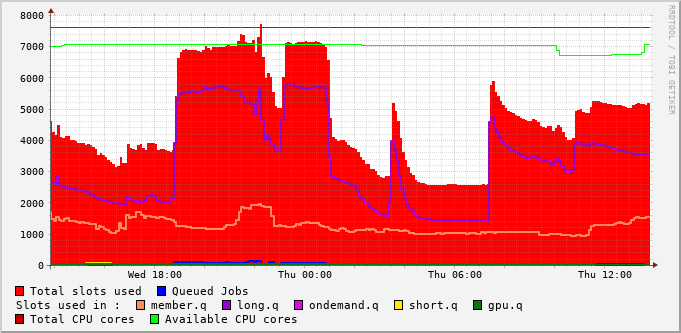 8000
7000
6000
5000
4000
3000
2000
1000
0
Wed 18:00 Thu 00:00 Thu 06:00 Thu 12:00
RRDTOOL / TOBI OETIKER
Total slots used Queued Jobs
Slots used in : member.q long.q ondemand.q short.q gpu.q
Total CPU cores Available CPU cores